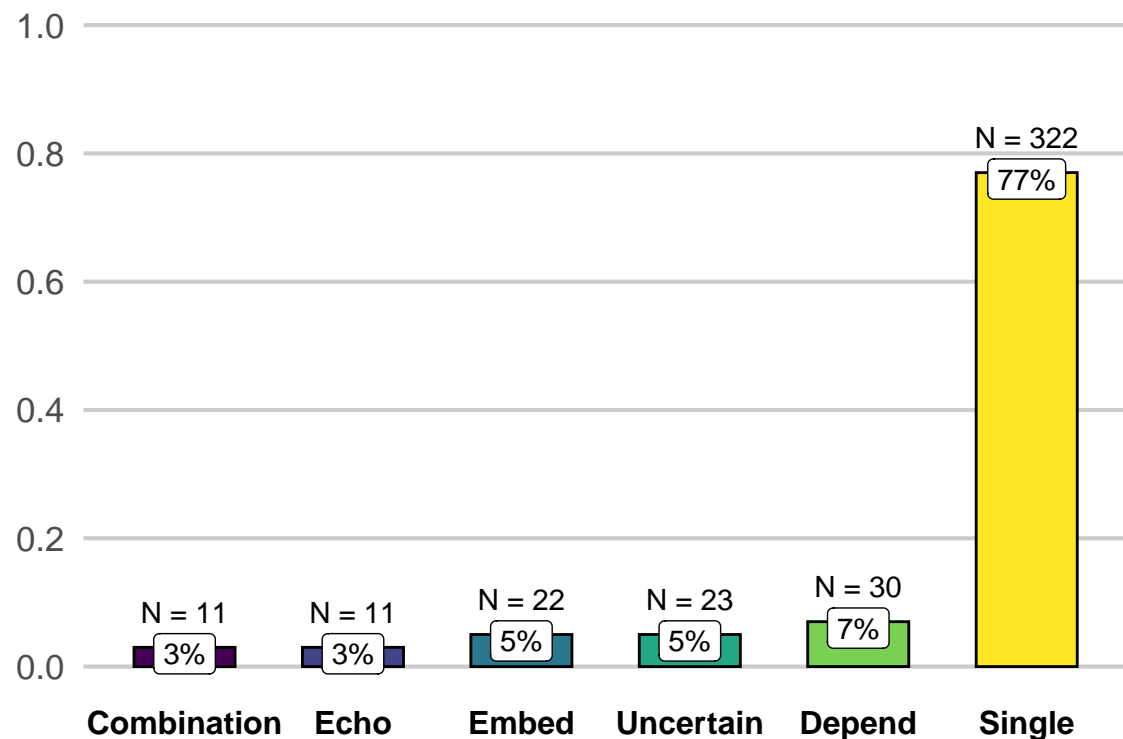 1.0
0.8
0.6
0.4
0.2
0.0
N = 11
3%
N = 11
3%
N = 22
5%
N = 23
5%
N = 30
7%
N = 322
77%
Combination Echo Embed Uncertain Depend Single